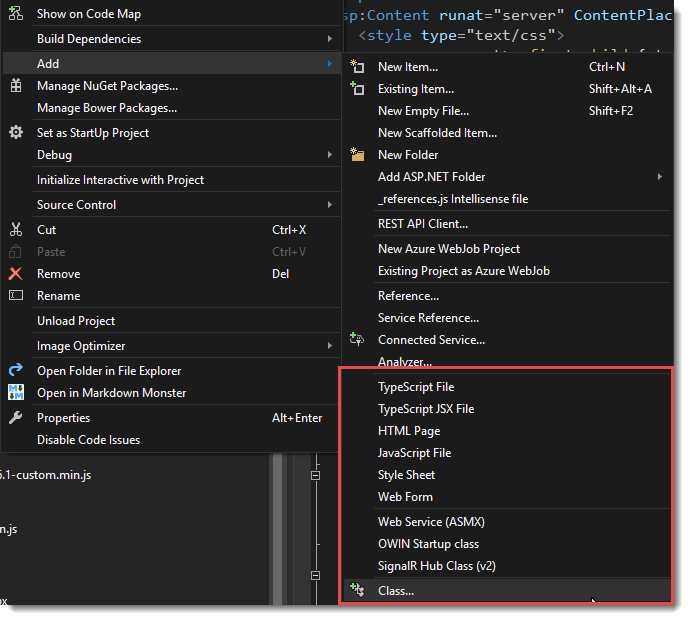 Show on Code Map
Build Dependencies
Add
Manage NuGet Packages...
Manage Bower Packages...
Set as StartUp Project
Debug
Initialize Interactive with Project
Source Control
Cut Ctrl+X
Paste Ctrl+V
Remove Del
Rename
Unload Project
Image Optimizer
Open Folder in File Explorer
Open in Markdown Monster
Properties Alt+Enter
Disable Code Issues
5.1-custom.min.js
n.js
ox
sp:Content runat="server" ContentPlac
<style type="text/css">
New Item... Ctrl+N
Existing Item... Shift+Alt+A
New Empty File... Shift+F2
New Scaffolded Item...
New Folder
Add ASP.NET Folder
_references.js Intellisense file
REST API Client...
New Azure WebJob Project
Existing Project as Azure WebJob
Reference...
Service Reference...
Connected Service...
Analyzer...
TypeScript File
TypeScript JSX File
HTML Page
JavaScript File
Style Sheet
Web Form
Web Service (ASMX)
OWIN Startup class
SignalR Hub Class (v2)
Class...